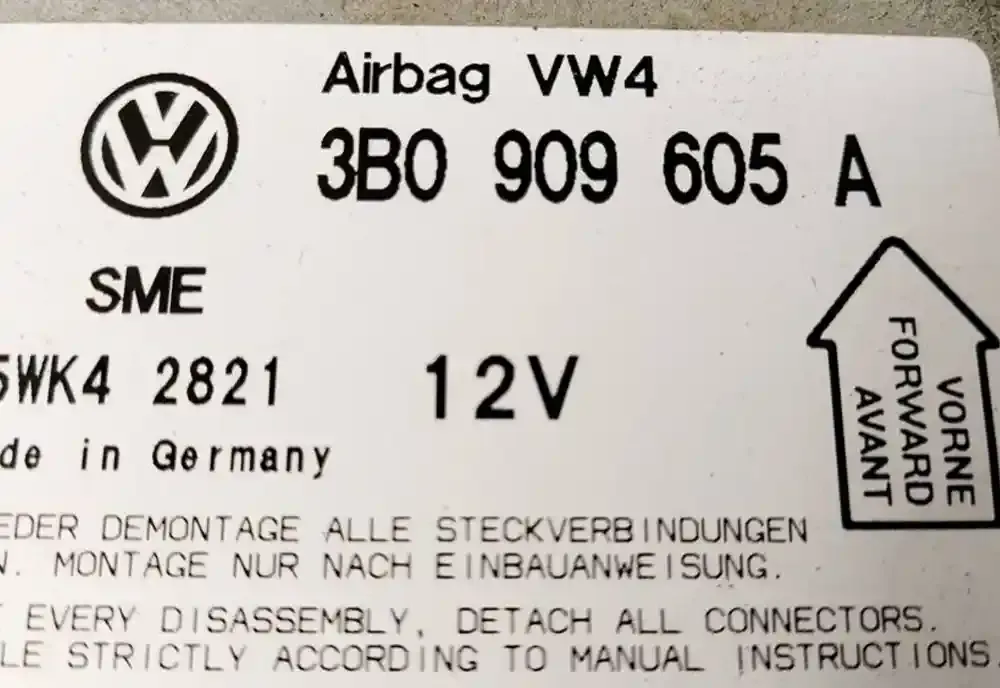 Airbag VW4
3B0 909 605 A
SME
5WK4 2821 12V
de in Germany
VORNE
FORWARD
AVANT
EDER DEMONTAGE ALLE STECKVERBINDUNGEN
N. MONTAGE NUR NACH EINBAUANWEISUNG.
EVERY DISASSEMBLY, DETACH ALL CONNECTORS.
LE STRICTLY ACCORDING TO MANUAL INSTRUCTIONS.